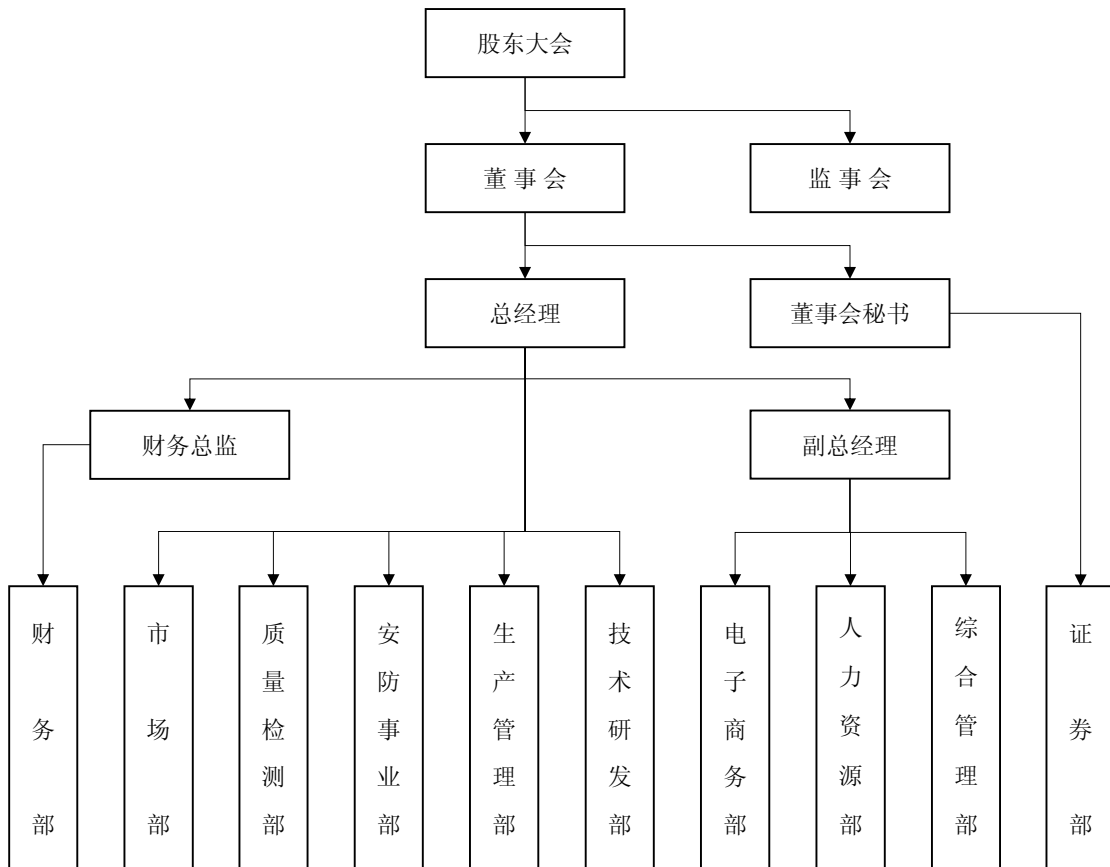 股东大会
董 事 会
监 事 会
总经理
董事会秘书
财务总监
副总经理
财务部
市场部
质量检测部
安防事业部
生产管理部
技术研发部
电子商务部
人力资源部
综合管理部
证券部